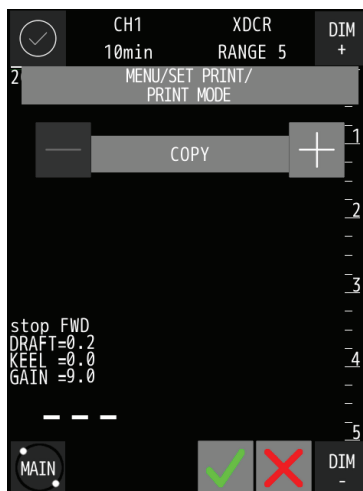 CH1 XDCR DIM
10min RANGE 5 +
2
MENU/SET PRINT/
PRINT MODE
1
− COPY +
2
3
stop FWD
DRAFT=0.2
KEEL =0.0
GAIN =9.0
4
– – –
5
MAIN DIM
-